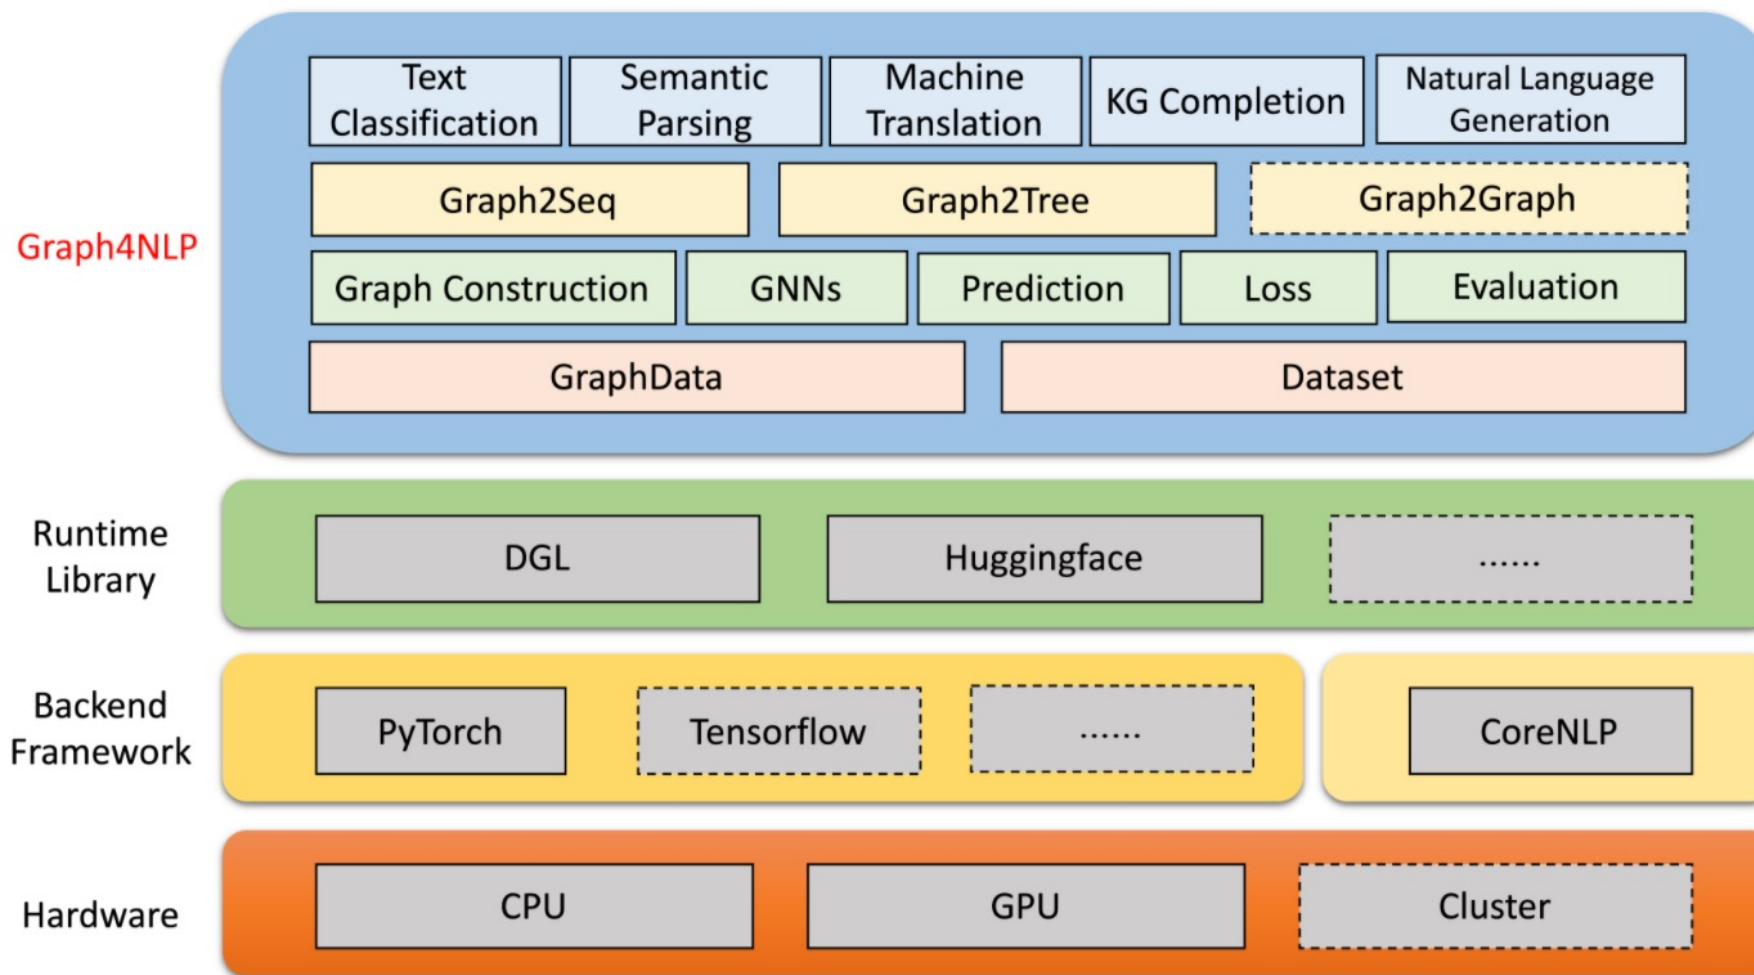 Text
Classification
Semantic
Parsing
Machine
Translation
KG Completion
Natural Language
Generation
Graph2Seq
Graph2Tree
Graph2Graph
Graph4NLP
Graph Construction
GNNs
Prediction
Loss
Evaluation
GraphData
Dataset
Runtime
Library
DGL
Huggingface
......
Backend
Framework
PyTorch
Tensorflow
......
CoreNLP
Hardware
CPU
GPU
Cluster